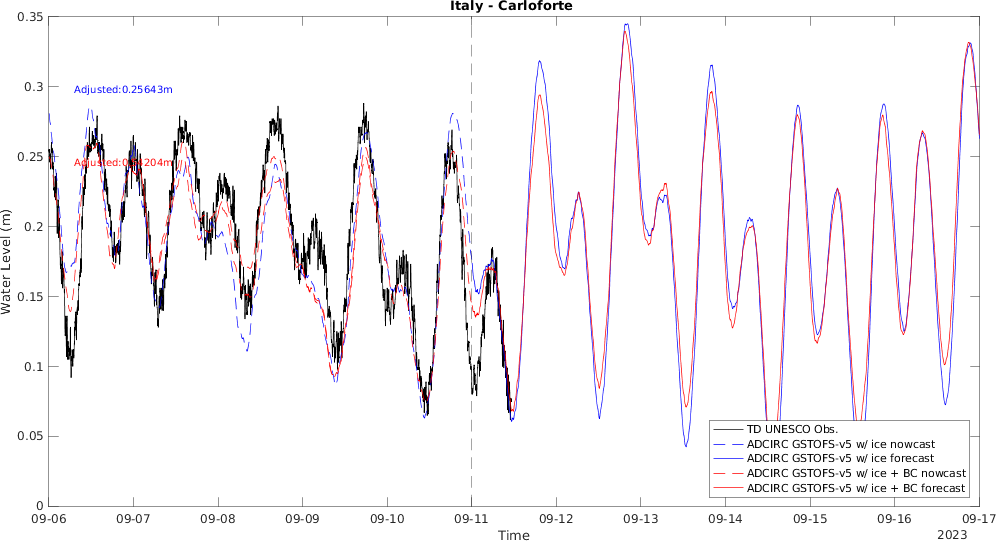 Italy - Carloforte
0.35
0.3
0.25
0.2
0.15
0.1
0.05
0
Water Level (m)
Adjusted:0.25643m
09-06
09-07
09-08
09-09
09-10
09-11
09-12
09-13
09-14
09-15
09-16
09-17
Time
2023
TD UNESCO Obs.
ADCIRC GSTOFS-v5 w/ ice nowcast
ADCIRC GSTOFS-v5 w/ ice forecast
ADCIRC GSTOFS-v5 w/ ice + BC nowcast
ADCIRC GSTOFS-v5 w/ ice + BC forecast